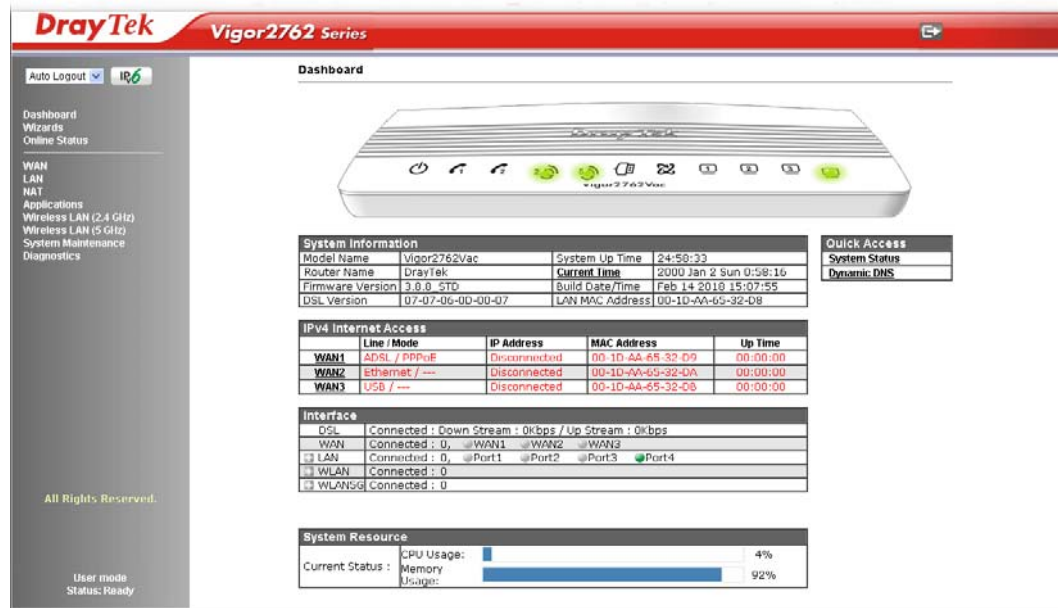 DrayTek
Vigor2762 Series
Auto Logout
IPv6
Dashboard
Wizards
Online Status
WAN
LAN
NAT
Applications
Wireless LAN (2.4 GHz)
Wireless LAN (5 GHz)
System Maintenance
Diagnostics
All Rights Reserved.
User mode
Status: Ready
Dashboard
DrayTek
1 2 3
Vigor2762Vac
System Information
Model Name Vigor2762Vac System Up Time 24:58:33
Router Name DrayTek Current Time 2000 Jan 2 Sun 0:58:16
Firmware Version 3.8.8_STD Build Date/Time Feb 14 2018 15:07:55
DSL Version 07-07-06-0D-00-07 LAN MAC Address 00-1D-AA-65-32-D8
Quick Access
System Status
Dynamic DNS
IPv4 Internet Access
Line / Mode IP Address MAC Address Up Time
WAN1 ADSL / PPPoE Disconnected 00-1D-AA-65-32-D9 00:00:00
WAN2 Ethernet / --- Disconnected 00-1D-AA-65-32-DA 00:00:00
WAN3 USB / --- Disconnected 00-1D-AA-65-32-DB 00:00:00
Interface
DSL Connected : Down Stream : 0Kbps / Up Stream : 0Kbps
WAN Connected : 0, WAN1 WAN2 WAN3
LAN Connected : 0, Port1 Port2 Port3 Port4
WLAN Connected : 0
WLAN5G Connected : 0
System Resource
Current Status :
CPU Usage: 4%
Memory Usage: 92%